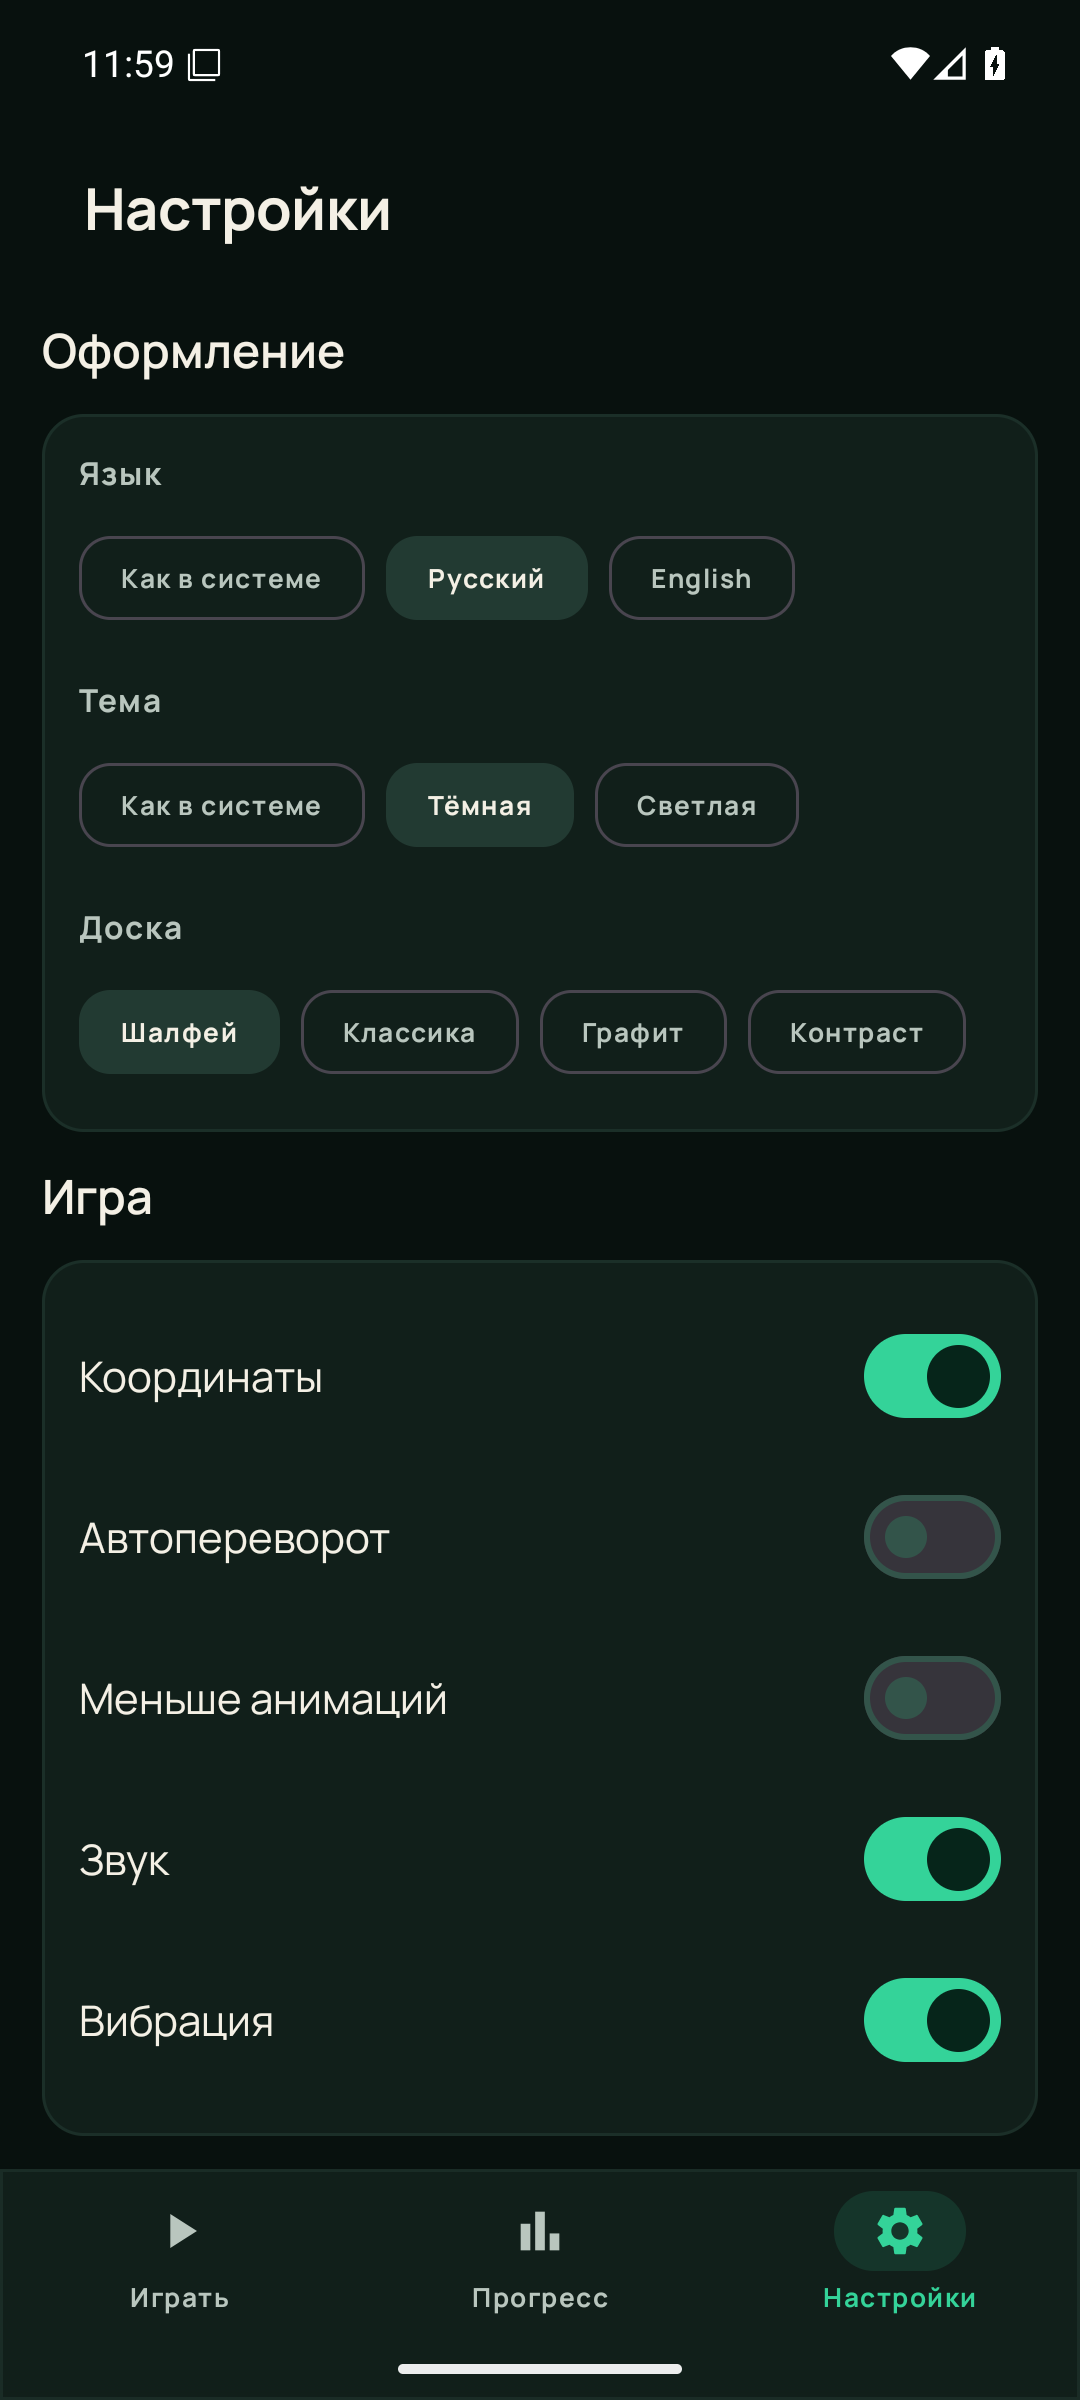 11:59
Настройки
Оформление
Язык
Как в системе Русский English
Тема
Как в системе Тёмная Светлая
Доска
Шалфей Классика Графит Контраст
Игра
Координаты
Автопереворот
Меньше анимаций
Звук
Вибрация
Играть Прогресс Настройки